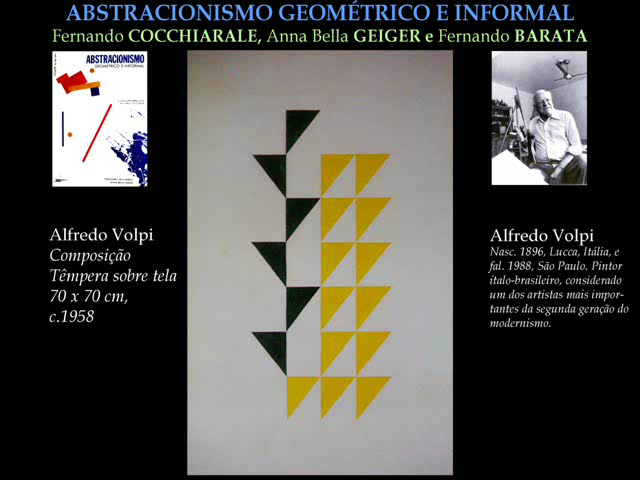 ABSTRACIONISMO GEOMÉTRICO E INFORMAL
Fernando COCCHIARALE, Anna Bella GEIGER e Fernando BARATA
ABSTRACIONISMO
GEOMÉTRICO E INFORMAL
Alfredo Volpi
Composição
Têmpera sobre tela
70 x 70 cm,
c.1958
Alfredo Volpi
Nasc. 1896, Lucca, Itália, e
fal. 1988, São Paulo. Pintor
ítalo-brasileiro, considerado
um dos artistas mais impor-
tantes da segunda geração do
modernismo.